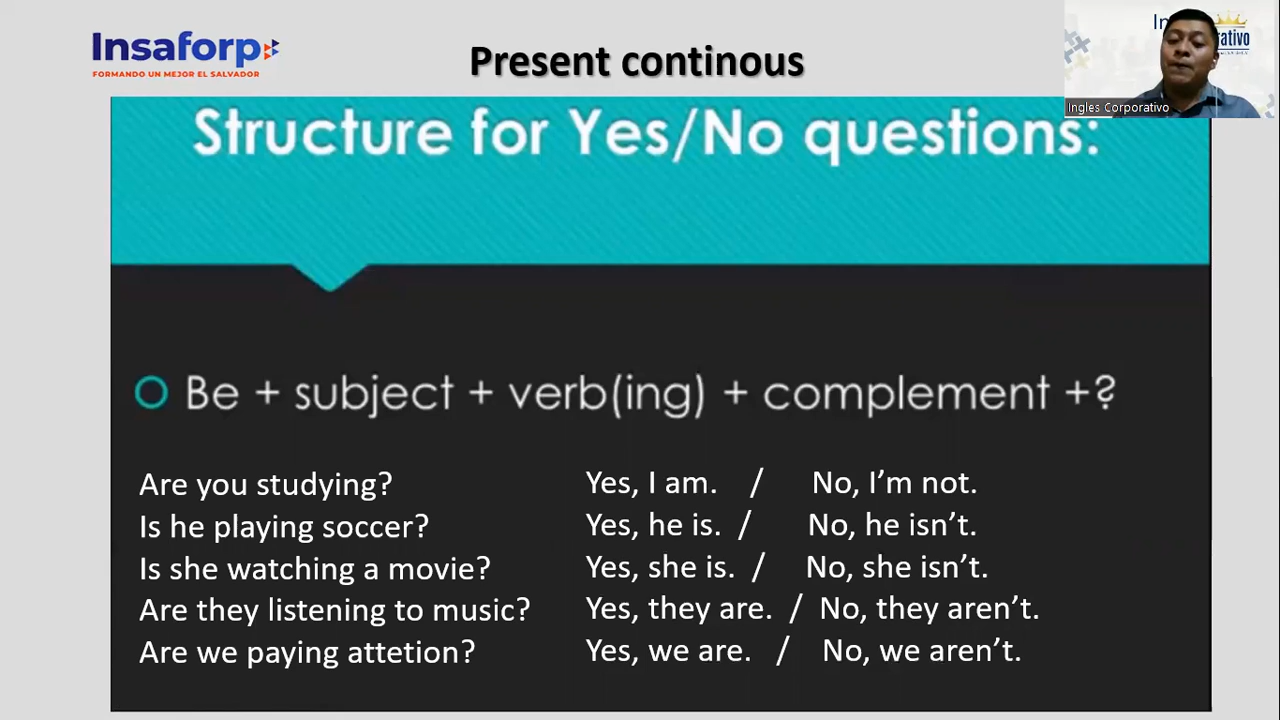 Insaforp
FORMANDO UN MEJOR EL SALVADOR
Present continous
Ingles Corporativo
Structure for Yes/No questions:
Be + subject + verb(ing) + complement +?
Are you studying? Yes, I am. / No, I'm not.
Is he playing soccer? Yes, he is. / No, he isn't.
Is she watching a movie? Yes, she is. / No, she isn't.
Are they listening to music? Yes, they are. / No, they aren't.
Are we paying attetion? Yes, we are. / No, we aren't.